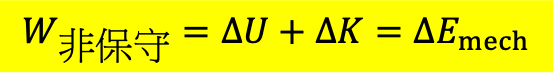 W非保守 = ΔU + ΔK = ΔEmech